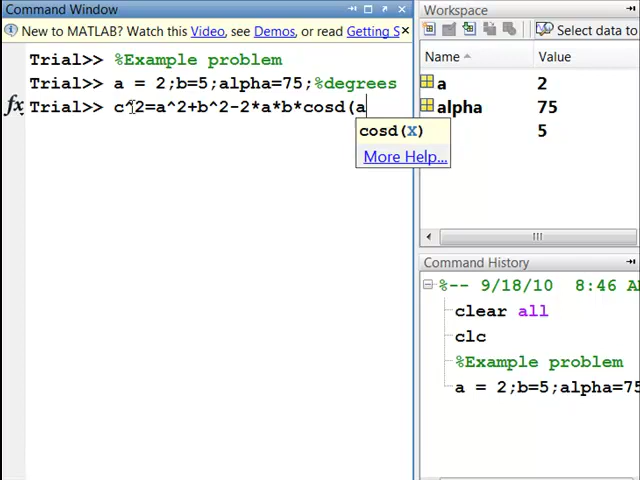 Command Window
New to MATLAB? Watch this Video, see Demos, or read Getting S
Trial>> %Example problem
Trial>> a = 2;b=5;alpha=75;%degrees
fx Trial>> c^2=a^2+b^2-2*a*b*cosd(a
cosd(X)
More Help...
Workspace
Select data to
Name Value
a 2
alpha 75
5
Command History
%-- 9/18/10 8:46 A
clear all
clc
%Example problem
a = 2;b=5;alpha=75